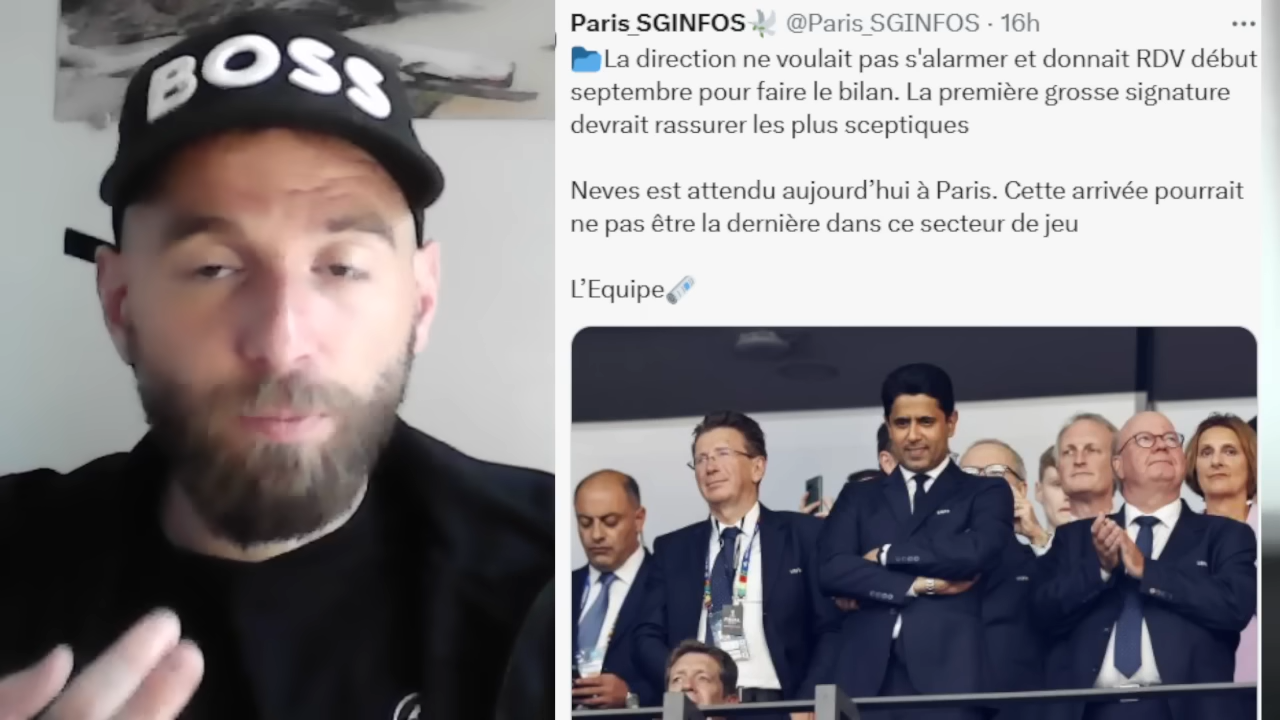 BOSS
Paris_SGINFOS @Paris_SGINFOS · 16h
La direction ne voulait pas s'alarmer et donnait RDV début
septembre pour faire le bilan. La première grosse signature
devrait rassurer les plus sceptiques
Neves est attendu aujourd’hui à Paris. Cette arrivée pourrait
ne pas être la dernière dans ce secteur de jeu
L’Equipe